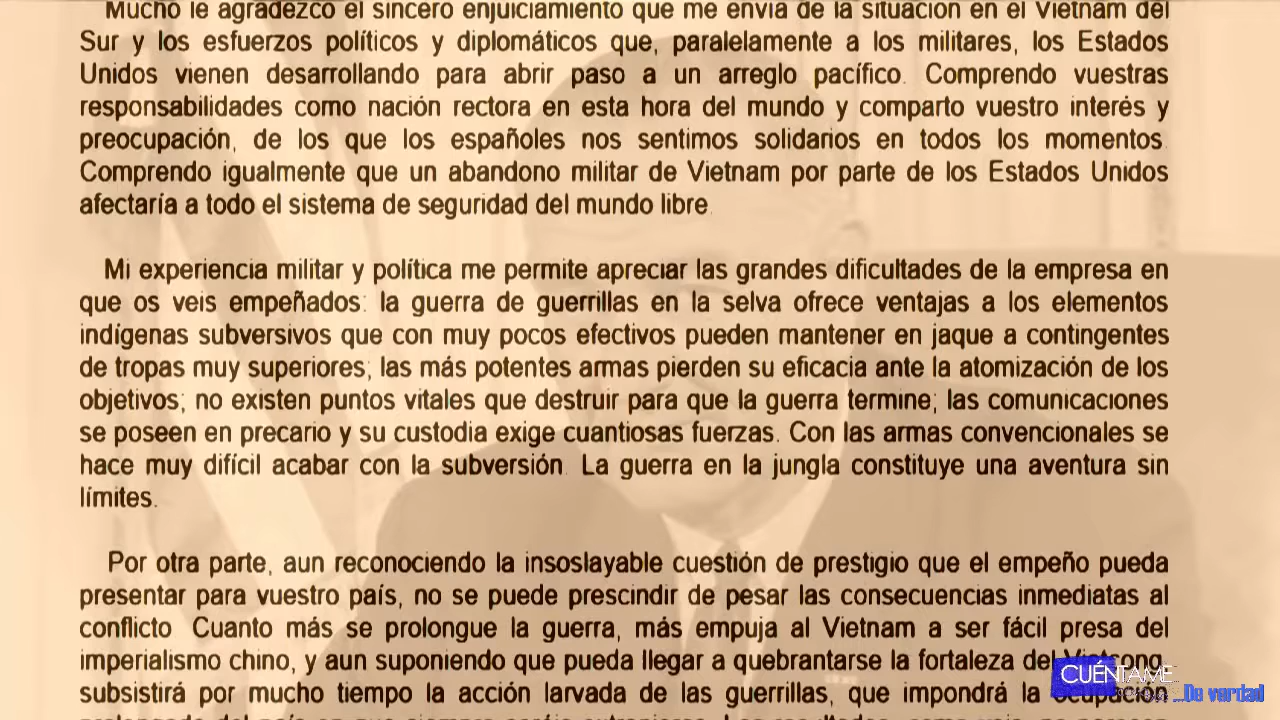 Mucho le agradezco el sincero enjuiciamiento que me envía de la situación en el Vietnam del
Sur y los esfuerzos políticos y diplomáticos que, paralelamente a los militares, los Estados
Unidos vienen desarrollando para abrir paso a un arreglo pacífico. Comprendo vuestras
responsabilidades como nación rectora en esta hora del mundo y comparto vuestro interés y
preocupación, de los que los españoles nos sentimos solidarios en todos los momentos.
Comprendo igualmente que un abandono militar de Vietnam por parte de los Estados Unidos
afectaría a todo el sistema de seguridad del mundo libre.
Mi experiencia militar y política me permite apreciar las grandes dificultades de la empresa en
que os veis empeñados: la guerra de guerrillas en la selva ofrece ventajas a los elementos
indígenas subversivos que con muy pocos efectivos pueden mantener en jaque a contingentes
de tropas muy superiores; las más potentes armas pierden su eficacia ante la atomización de los
objetivos; no existen puntos vitales que destruir para que la guerra termine; las comunicaciones
se poseen en precario y su custodia exige cuantiosas fuerzas. Con las armas convencionales se
hace muy difícil acabar con la subversión. La guerra en la jungla constituye una aventura sin
límites.
Por otra parte, aun reconociendo la insoslayable cuestión de prestigio que el empeño pueda
presentar para vuestro país, no se puede prescindir de pesar las consecuencias inmediatas al
conflicto. Cuanto más se prolongue la guerra, más empuja al Vietnam a ser fácil presa del
imperialismo chino, y aun suponiendo que pueda llegar a quebrantarse la fortaleza del Vietcong,
subsistirá por mucho tiempo la acción larvada de las guerrillas, que impondrá la ocupación
CUÉNTAME
...De verdad